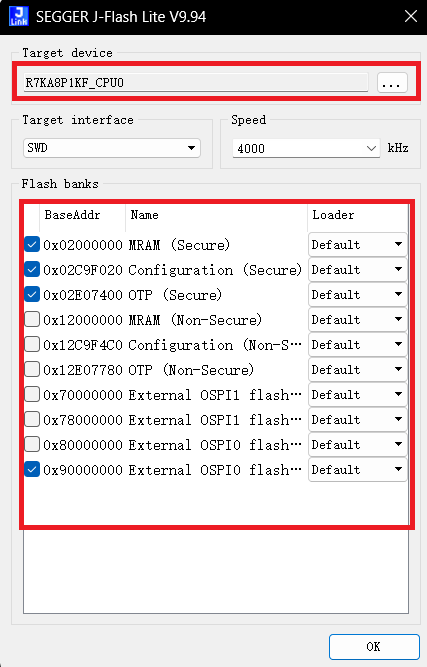 J-Link
SEGGER J-Flash Lite V9.94
Target device
R7KA8P1KF_CPU0
...
Target interface
Speed
SWD
4000
kHz
Flash banks
BaseAddr Name Loader
0x02000000 MRAM (Secure) Default
0x02C9F020 Configuration (Secure) Default
0x02E07400 OTP (Secure) Default
0x12000000 MRAM (Non-Secure) Default
0x12C9F4C0 Configuration (Non-S... Default
0x12E07780 OTP (Non-Secure) Default
0x70000000 External OSPI1 flash... Default
0x78000000 External OSPI1 flash... Default
0x80000000 External OSPI0 flash... Default
0x90000000 External OSPI0 flash... Default
OK